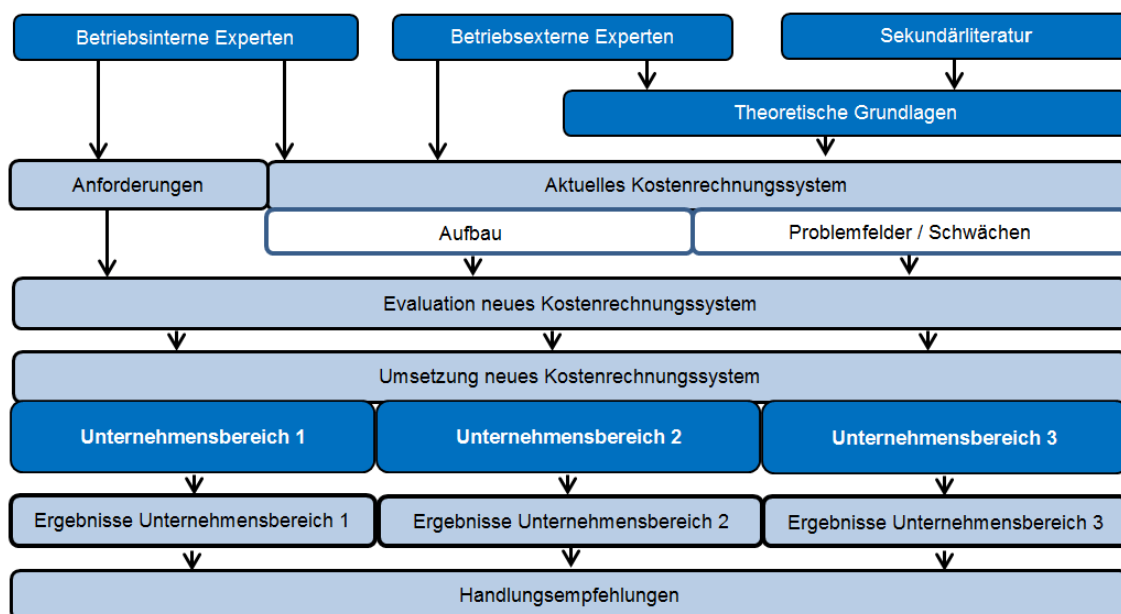 Betriebsinterne Experten
Betriebsexterne Experten
Sekundärliteratur
Theoretische Grundlagen
Anforderungen
Aktuelles Kostenrechnungssystem
Aufbau
Problemfelder / Schwächen
Evaluation neues Kostenrechnungssystem
Umsetzung neues Kostenrechnungssystem
Unternehmensbereich 1
Unternehmensbereich 2
Unternehmensbereich 3
Ergebnisse Unternehmensbereich 1
Ergebnisse Unternehmensbereich 2
Ergebnisse Unternehmensbereich 3
Handlungsempfehlungen